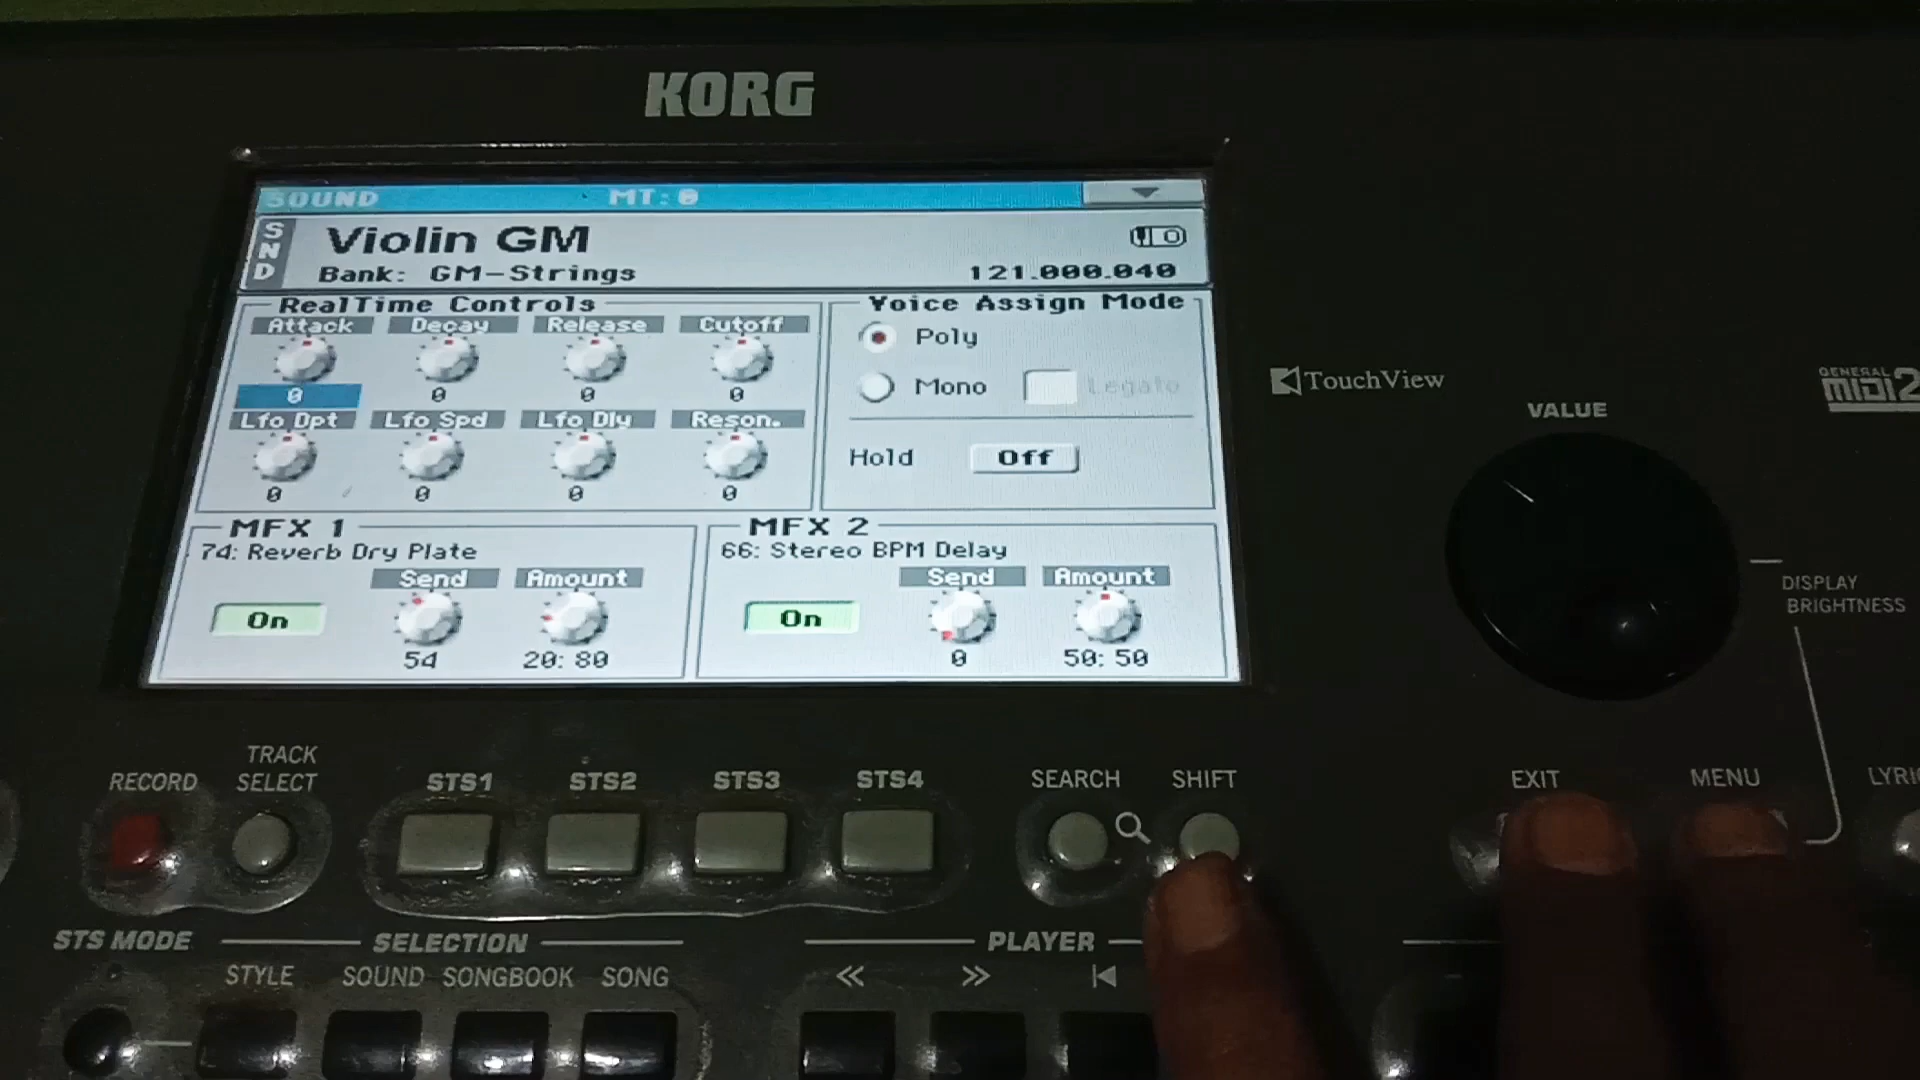 KORG
SOUND MT: 0
SND
Violin GM
Bank: GM-Strings 121.000.040
RealTime Controls
Attack Decay Release Cutoff
0 0 0 0
Lfo Dpt Lfo Spd Lfo Dly Reson.
0 0 0 0
Voice Assign Mode
Poly
Mono Legato
Hold Off
MFX 1
74: Reverb Dry Plate
Send Amount
On
54 20:80
MFX 2
66: Stereo BPM Delay
Send Amount
On
0 50:50
TouchView
GENERAL
MIDI2
VALUE
DISPLAY
BRIGHTNESS
RECORD
TRACK
SELECT
STS1 STS2 STS3 STS4
SEARCH SHIFT
EXIT MENU
STS MODE SELECTION PLAYER
STYLE SOUND SONGBOOK SONG